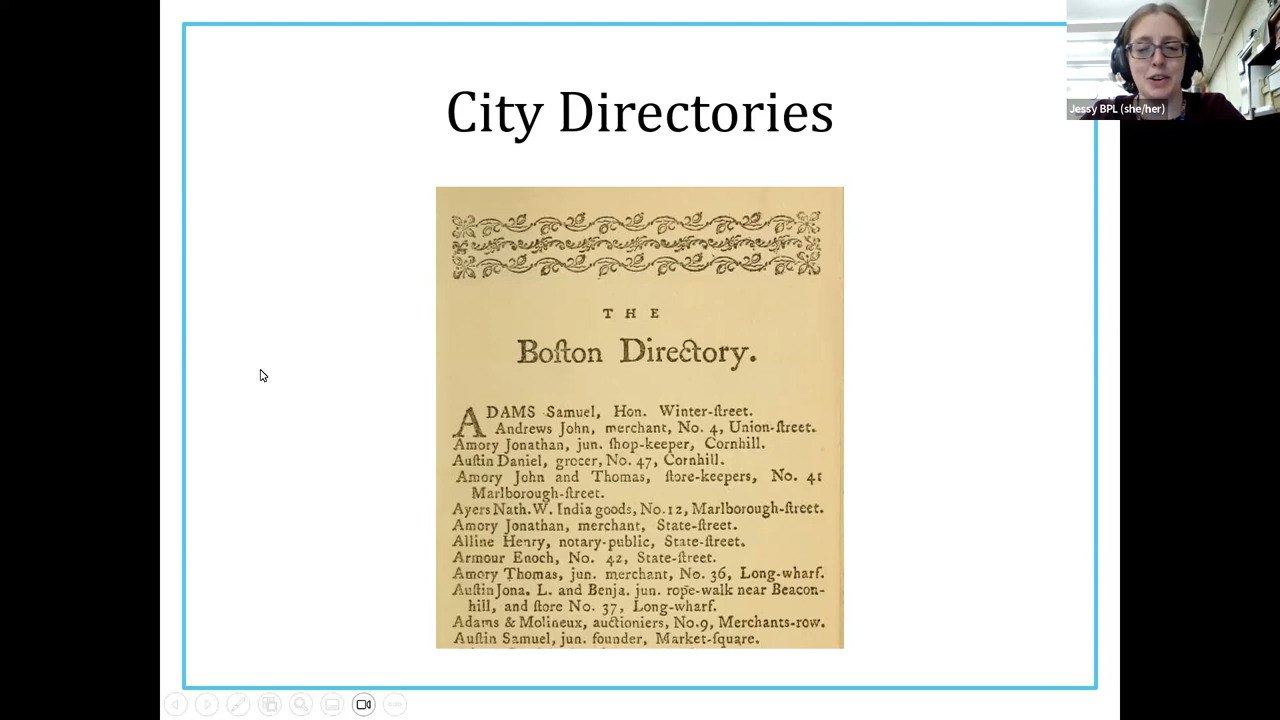 City Directories
Jessy BPL (she/her)
T H E
Boſton Directory.
ADAMS Samuel, Hon. Winter-ſtreet.
Andrews John, merchant, No. 4, Union-ſtreet.
Amory Jonathan, jun. ſhop-keeper, Cornhill.
Auſtin Daniel, grocer, No. 47, Cornhill.
Amory John and Thomas, ſtore-keepers, No. 41
Marlborough-ſtreet.
Ayers Nath. W. India goods, No. 12, Marlborough-ſtreet.
Amory Jonathan, merchant, State-ſtreet.
Alline Henry, notary-public, State-ſtreet.
Armour Enoch, No. 42, State-ſtreet.
Amory Thomas, jun. merchant, No. 36, Long-wharf.
Auſtin Jona. L. and Benja. jun. rope-walk near Beacon-
hill, and ſtore No. 37, Long-wharf.
Adams & Molineux, auctioniers, No. 9, Merchants-row.
Auſtin Samuel, jun. founder, Market-ſquare.